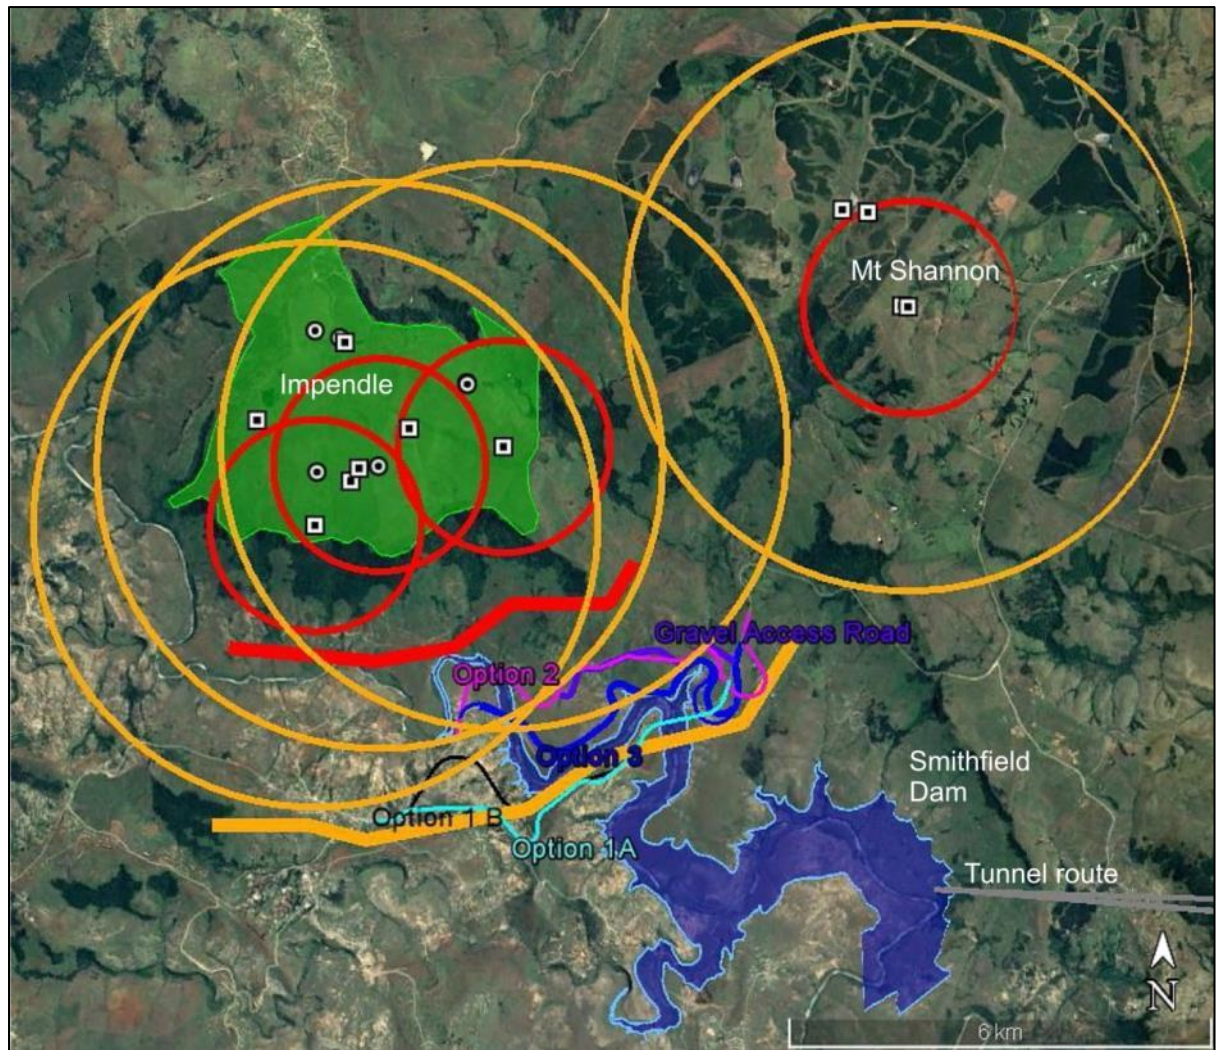 Mt Shannon
Impendle
Gravel Access Road
Option 2
Option 3
Smithfield
Dam
Option 1 B
Option 1A
Tunnel route
N
6 km